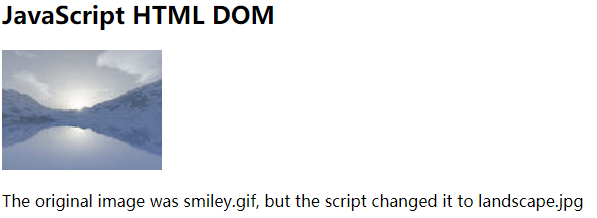 JavaScript HTML DOM
The original image was smiley.gif, but the script changed it to landscape.jpg